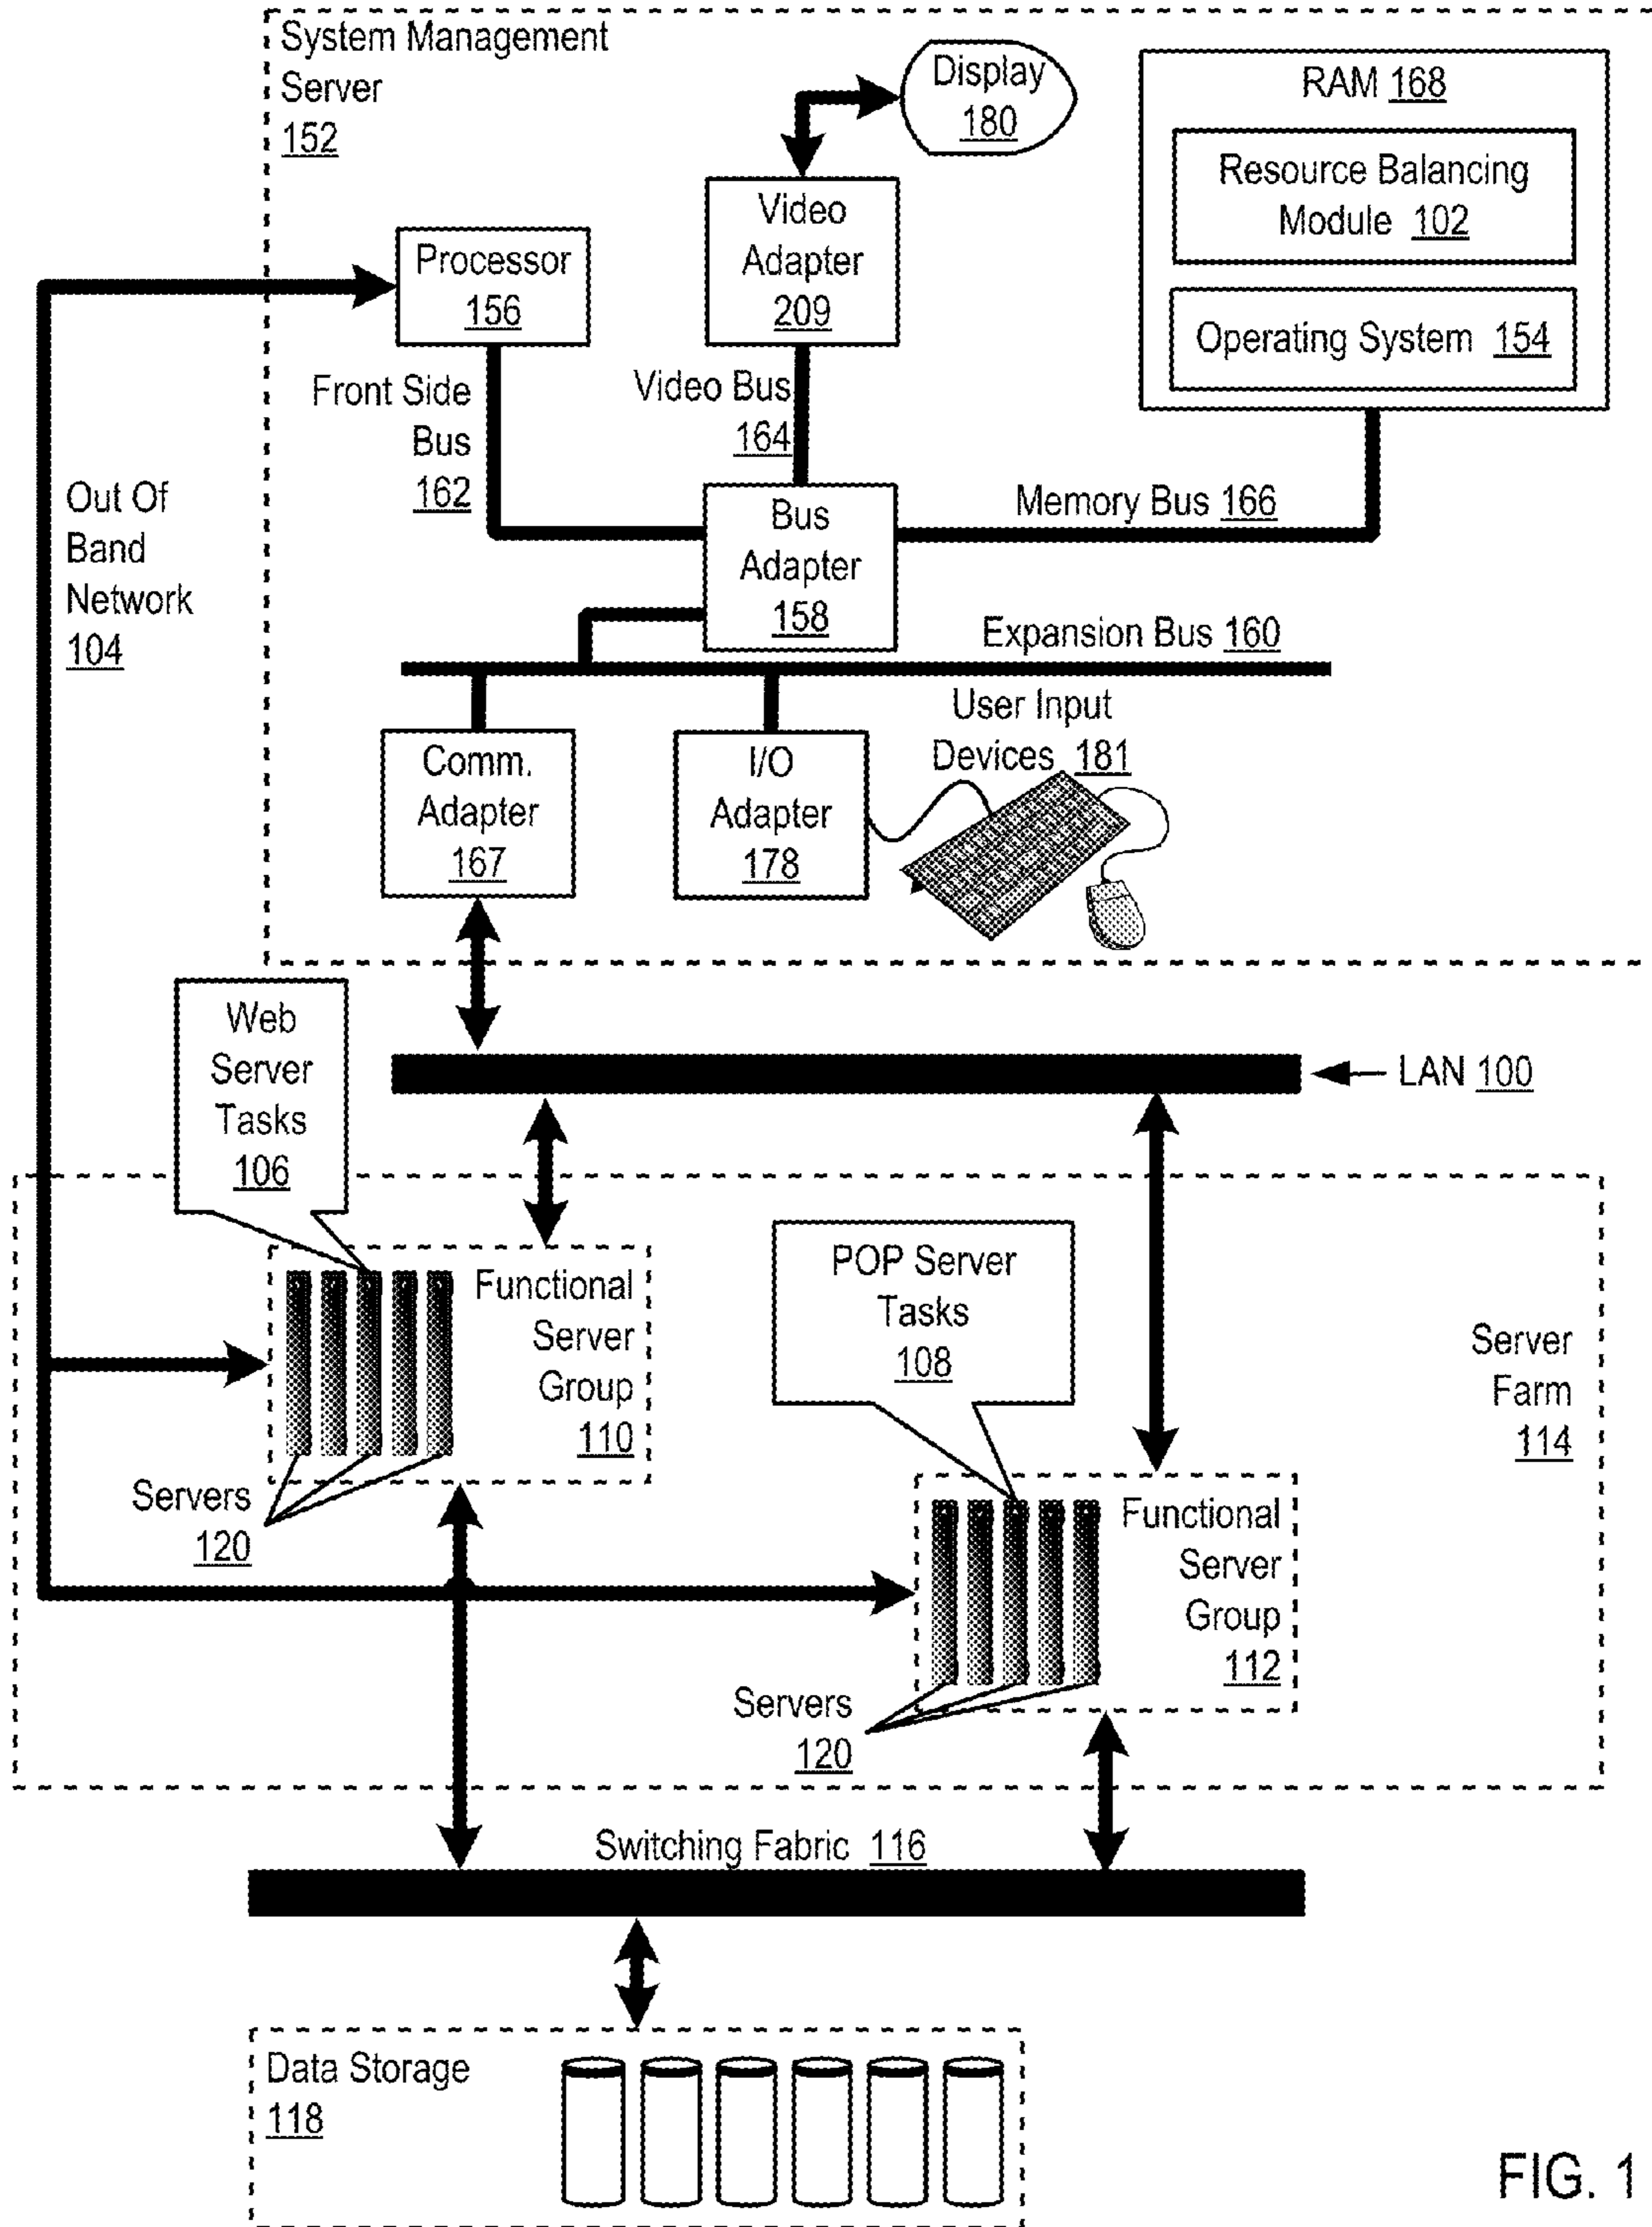 System Management
Server
152
Display
180
RAM 168
Resource Balancing
Module 102
Operating System 154
Video
Adapter
209
Processor
156
Front Side
Bus
162
Video Bus
164
Out Of
Band
Network
104
Bus
Adapter
158
Memory Bus 166
Expansion Bus 160
User Input
Devices 181
Comm.
Adapter
167
I/O
Adapter
178
Web
Server
Tasks
106
LAN 100
Functional
Server
Group
110
POP Server
Tasks
108
Server
Farm
114
Servers
120
Functional
Server
Group
112
Servers
120
Switching Fabric 116
Data Storage
118
FIG. 1